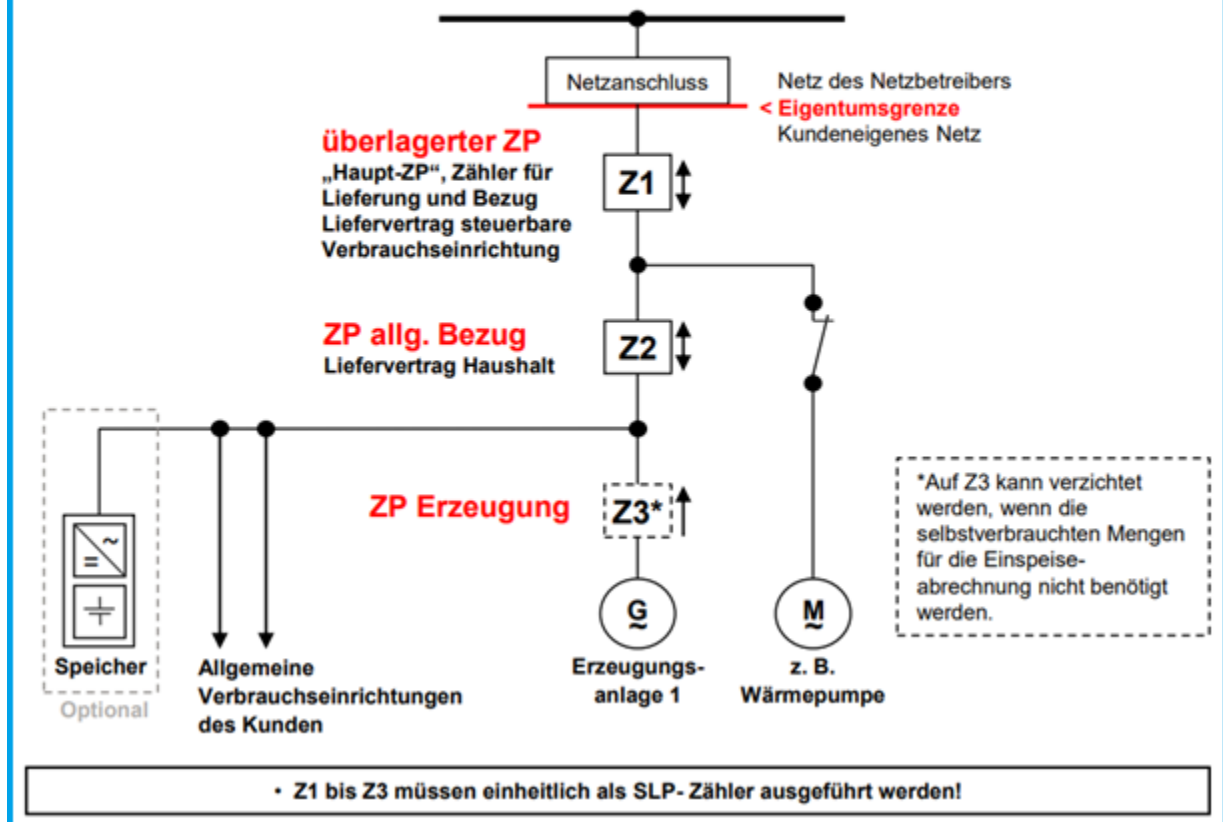 Netzanschluss
Netz des Netzbetreibers
< Eigentumsgrenze
Kundeneigenes Netz
überlagerter ZP
„Haupt-ZP“, Zähler für
Lieferung und Bezug
Liefervertrag steuerbare
Verbrauchseinrichtung
Z1
ZP allg. Bezug
Liefervertrag Haushalt
Z2
ZP Erzeugung
Z3*
*Auf Z3 kann verzichtet
werden, wenn die
selbstverbrauchten Mengen
für die Einspeise-
abrechnung nicht benötigt
werden.
G
~
M
~
~
=
Speicher
Optional
Allgemeine
Verbrauchseinrichtungen
des Kunden
Erzeugungs-
anlage 1
z. B.
Wärmepumpe
• Z1 bis Z3 müssen einheitlich als SLP- Zähler ausgeführt werden!